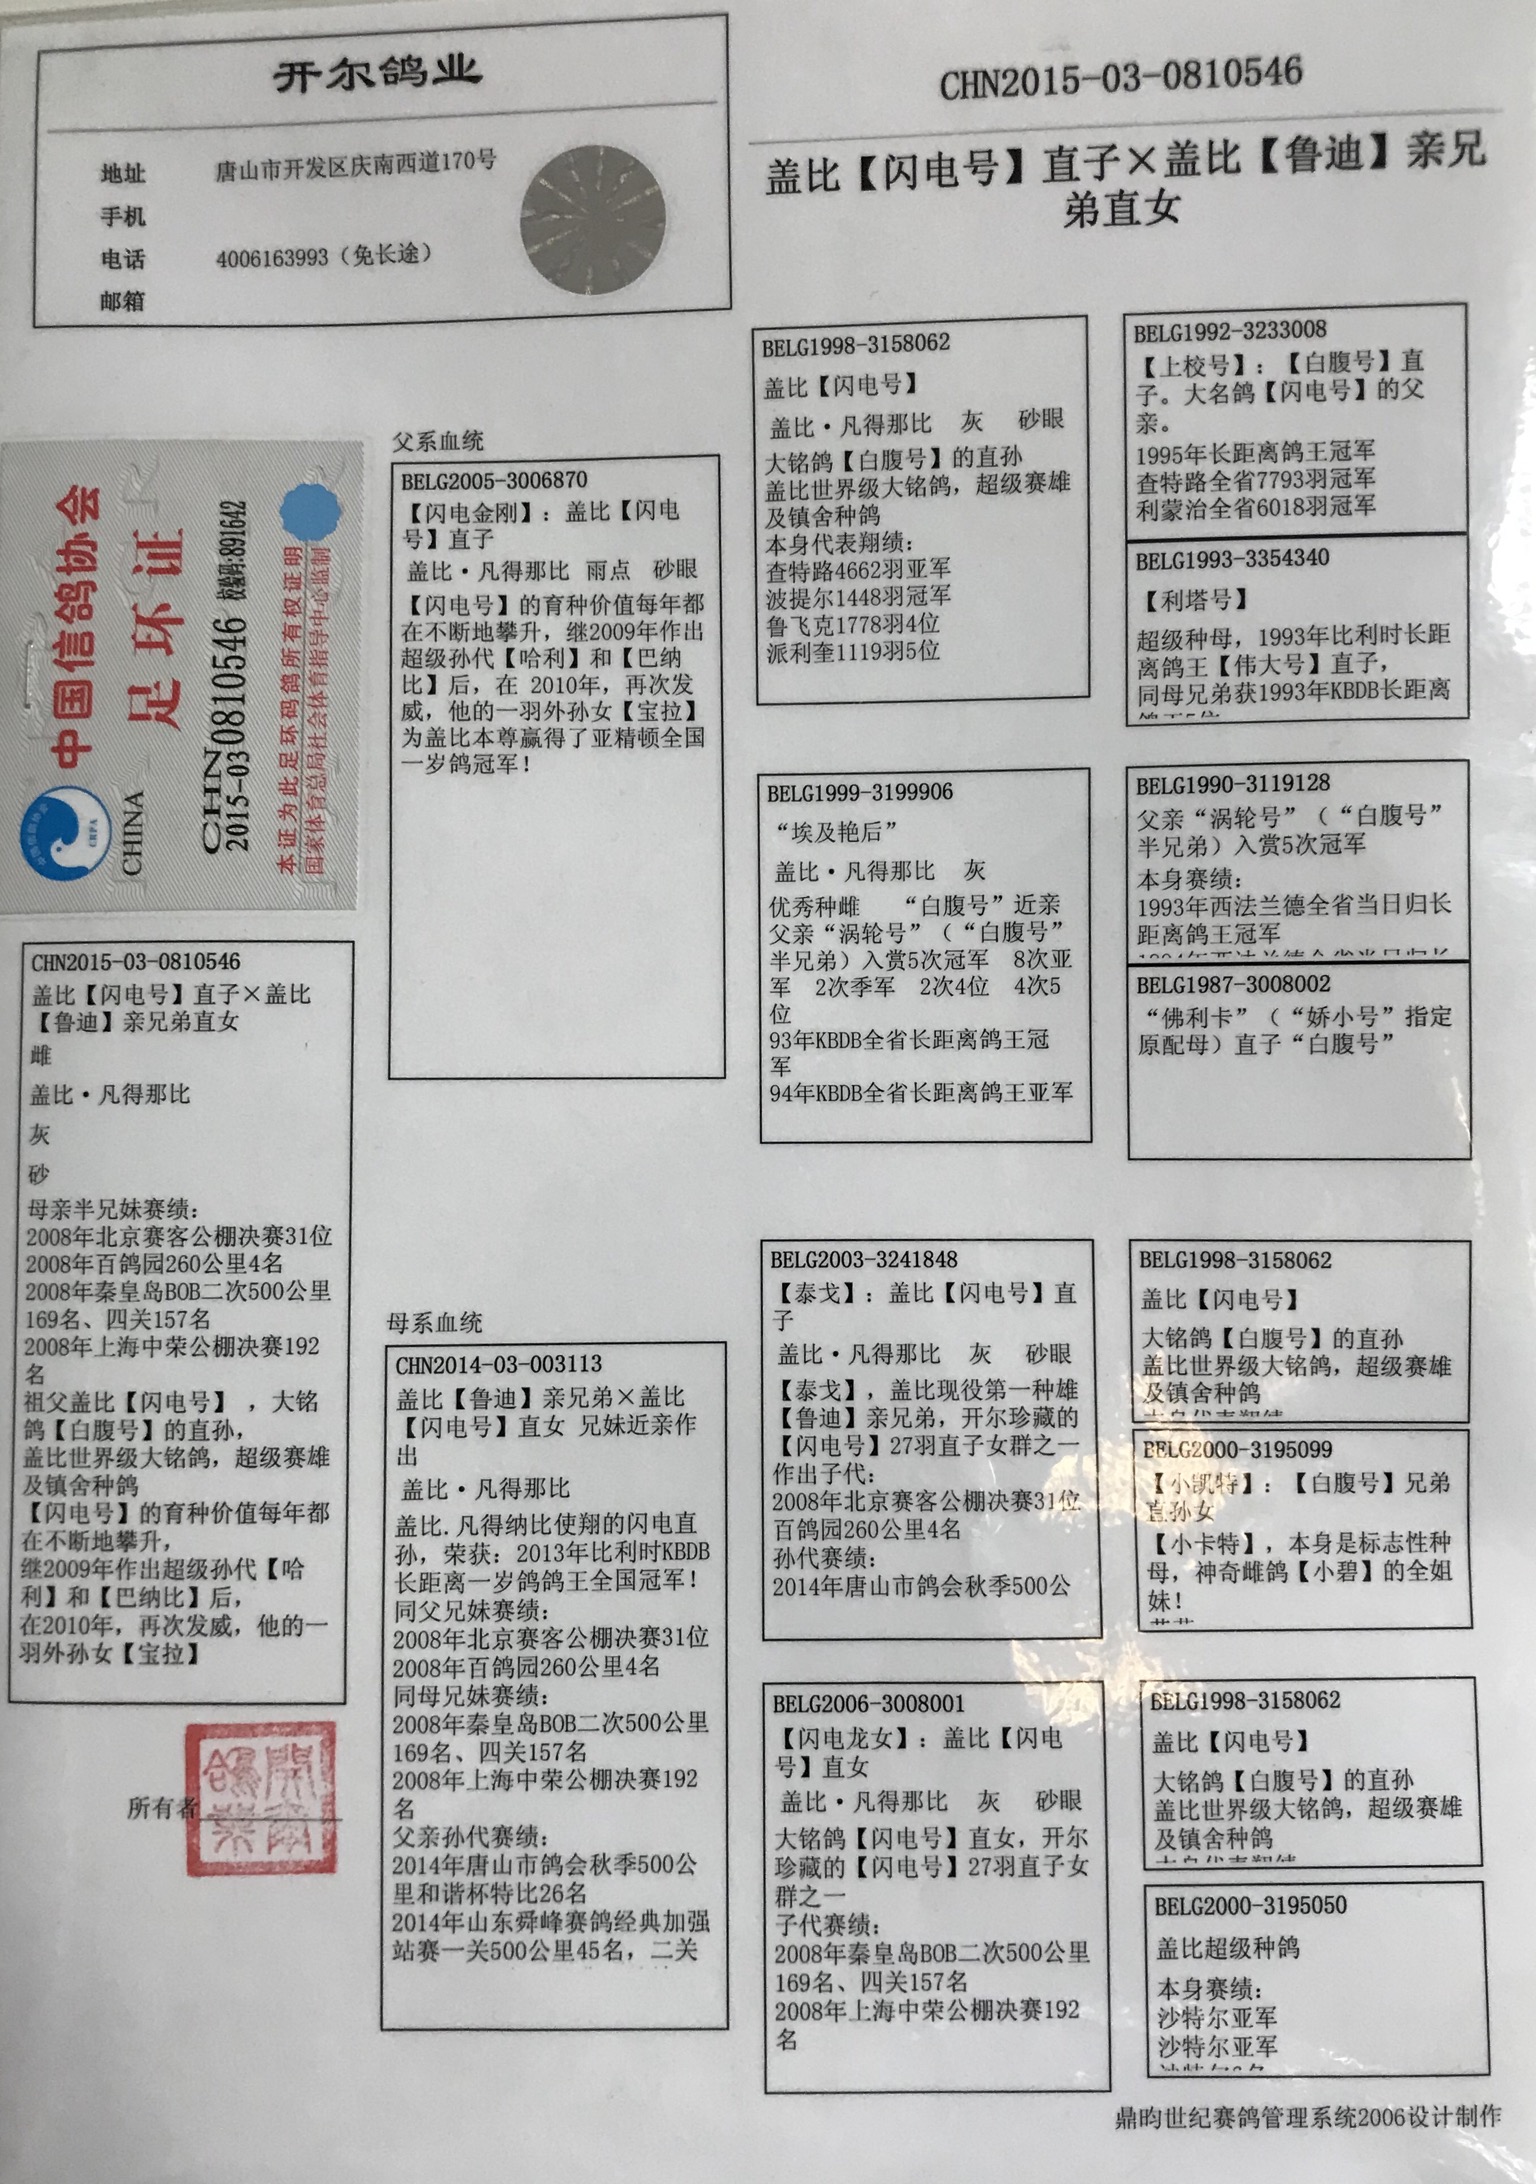 开尔鸽业
地址 唐山市开发区庆南西道170号
手机
电话 4006163993（免长途）
邮箱
CHN2015-03-0810546
盖比【闪电号】直子×盖比【鲁迪】亲兄
弟直女
中国信鸽协会
足环证
CHINA
CHN
2015-03 0810546 校验码:891642
本证为此足环码鸽所有权证明
国家体育总局社会体育指导中心监制
CRPA
CHN2015-03-0810546
盖比【闪电号】直子×盖比
【鲁迪】亲兄弟直女
雌
盖比·凡得那比
灰
砂
母亲半兄妹赛绩:
2008年北京赛客公棚决赛31位
2008年百鸽园260公里4名
2008年秦皇岛BOB二次500公里
169名、四关157名
2008年上海中荣公棚决赛192
名
祖父盖比【闪电号】，大铭
鸽【白腹号】的直孙,
盖比世界级大铭鸽，超级赛雄
及镇舍种鸽
【闪电号】的育种价值每年都
在不断地攀升,
继2009年作出超级孙代【哈
利】和【巴纳比】后,
在2010年，再次发威，他的一
羽外孙女【宝拉】
所有者
父系血统
BELG2005-3006870
【闪电金刚】: 盖比【闪电
号】直子
盖比·凡得那比 雨点 砂眼
【闪电号】的育种价值每年都
在不断地攀升，继2009年作出
超级孙代【哈利】和【巴纳
比】后，在 2010年，再次发
威，他的一羽外孙女【宝拉】
为盖比本尊赢得了亚精顿全国
一岁鸽冠军!
母系血统
CHN2014-03-003113
盖比【鲁迪】亲兄弟×盖比
【闪电号】直女 兄妹近亲作
出
盖比·凡得那比
盖比.凡得纳比使翔的闪电直
孙，荣获: 2013年比利时KBDB
长距离一岁鸽鸽王全国冠军!
同父兄妹赛绩:
2008年北京赛客公棚决赛31位
2008年百鸽园260公里4名
同母兄妹赛绩:
2008年秦皇岛BOB二次500公里
169名、四关157名
2008年上海中荣公棚决赛192
名
父亲孙代赛绩:
2014年唐山市鸽会秋季500公
里和谐杯特比26名
2014年山东舜峰赛鸽经典加强
站赛一关500公里45名，二关
BELG1998-3158062
盖比【闪电号】
盖比·凡得那比 灰 砂眼
大铭鸽【白腹号】的直孙
盖比世界级大铭鸽，超级赛雄
及镇舍种鸽
本身代表翔绩:
查特路4662羽亚军
波提尔1448羽冠军
鲁飞克1778羽4位
派利奎1119羽5位
BELG1999-3199906
“埃及艳后”
盖比·凡得那比 灰
优秀种雌 “白腹号”近亲
父亲“涡轮号”（“白腹号”
半兄弟）入赏5次冠军 8次亚
军 2次季军 2次4位 4次5
位
93年KBDB全省长距离鸽王冠
军
94年KBDB全省长距离鸽王亚军
BELG2003-3241848
【泰戈】: 盖比【闪电号】直
子
盖比·凡得那比 灰 砂眼
【泰戈】，盖比现役第一种雄
【鲁迪】亲兄弟，开尔珍藏的
【闪电号】27羽直子女群之一
作出子代:
2008年北京赛客公棚决赛31位
百鸽园260公里4名
孙代赛绩:
2014年唐山市鸽会秋季500公
BELG2006-3008001
【闪电龙女】: 盖比【闪电
号】直女
盖比·凡得那比 灰 砂眼
大铭鸽【闪电号】直女，开尔
珍藏的【闪电号】27羽直子女
群之一
子代赛绩:
2008年秦皇岛BOB二次500公里
169名、四关157名
2008年上海中荣公棚决赛192
名
BELG1992-3233008
【上校号】: 【白腹号】直
子。大名鸽【闪电号】的父
亲。
1995年长距离鸽王冠军
查特路全省7793羽冠军
利蒙治全省6018羽冠军
BELG1993-3354340
【利塔号】
超级种母，1993年比利时长距
离鸽王【伟大号】直子,
同母兄弟获1993年KBDB长距离
BELG1990-3119128
父亲“涡轮号”（“白腹号”
半兄弟）入赏5次冠军
本身赛绩:
1993年西法兰德全省当日归长
距离鸽王冠军
BELG1987-3008002
“佛利卡”（“娇小号”指定
原配母）直子“白腹号”
BELG1998-3158062
盖比【闪电号】
大铭鸽【白腹号】的直孙
盖比世界级大铭鸽，超级赛雄
及镇舍种鸽
BELG2000-3195099
【小凯特】: 【白腹号】兄弟
直孙女
【小卡特】，本身是标志性种
母，神奇雌鸽【小碧】的全姐
妹!
BELG1998-3158062
盖比【闪电号】
大铭鸽【白腹号】的直孙
盖比世界级大铭鸽，超级赛雄
及镇舍种鸽
BELG2000-3195050
盖比超级种鸽
本身赛绩:
沙特尔亚军
沙特尔亚军
鼎昀世纪赛鸽管理系统2006设计制作